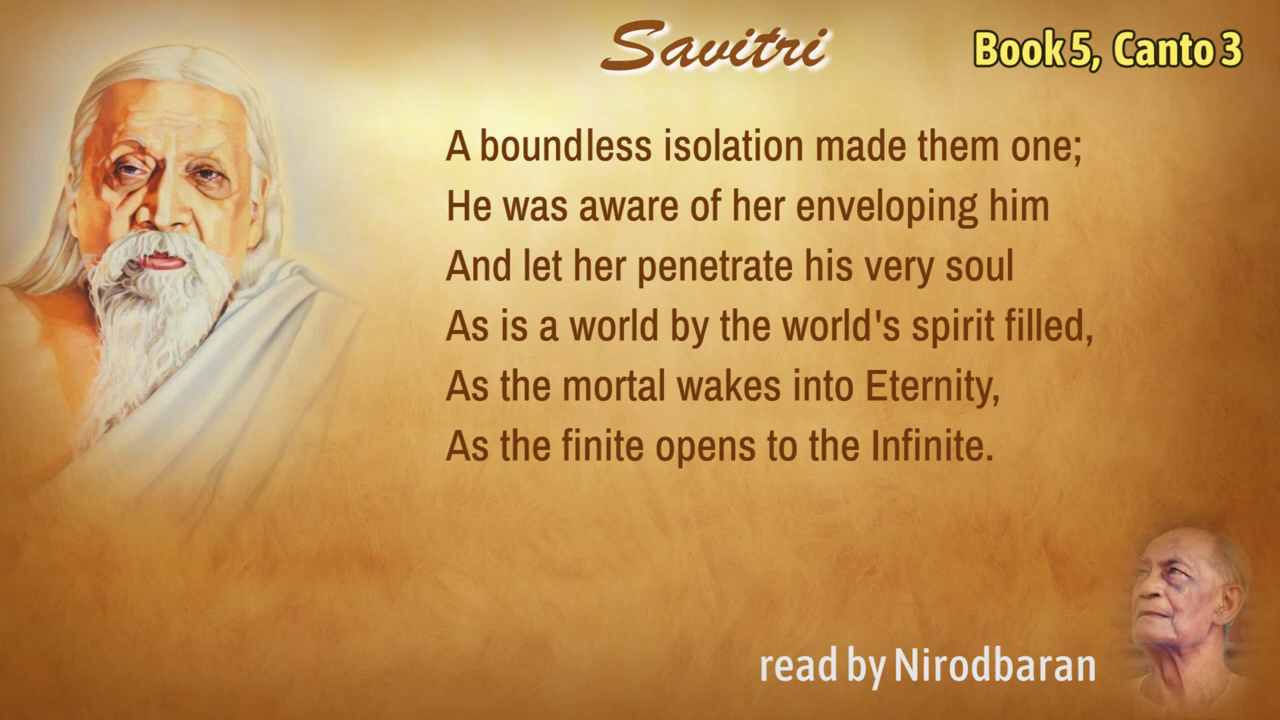 Savitri
Book 5, Canto 3
A boundless isolation made them one;
He was aware of her enveloping him
And let her penetrate his very soul
As is a world by the world's spirit filled,
As the mortal wakes into Eternity,
As the finite opens to the Infinite.
read by Nirodbaran